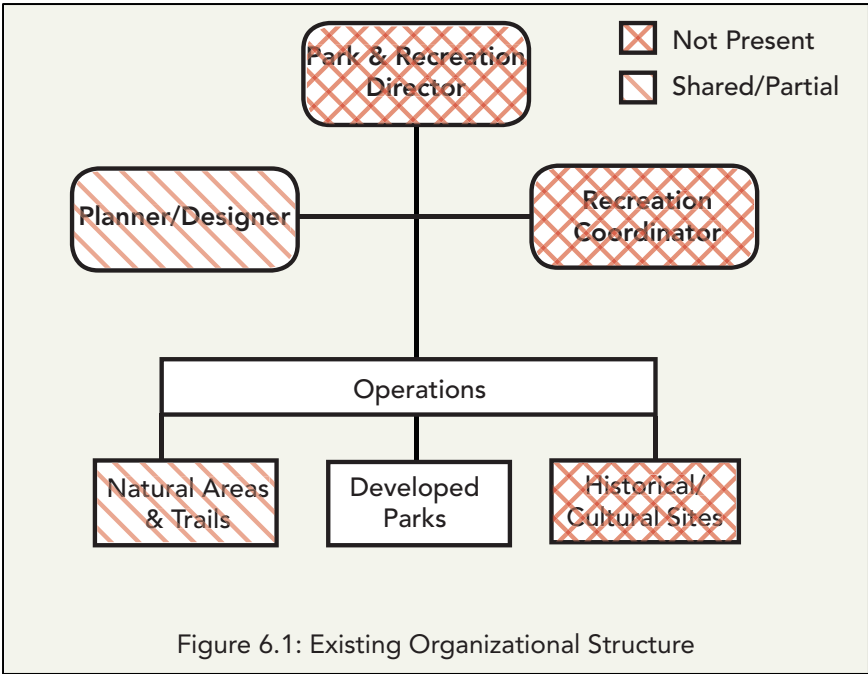 Park & Recreation
Director
Not Present
Shared/Partial
Planner/Designer
Recreation
Coordinator
Operations
Natural Areas
& Trails
Developed
Parks
Historical/
Cultural Sites
Figure 6.1: Existing Organizational Structure